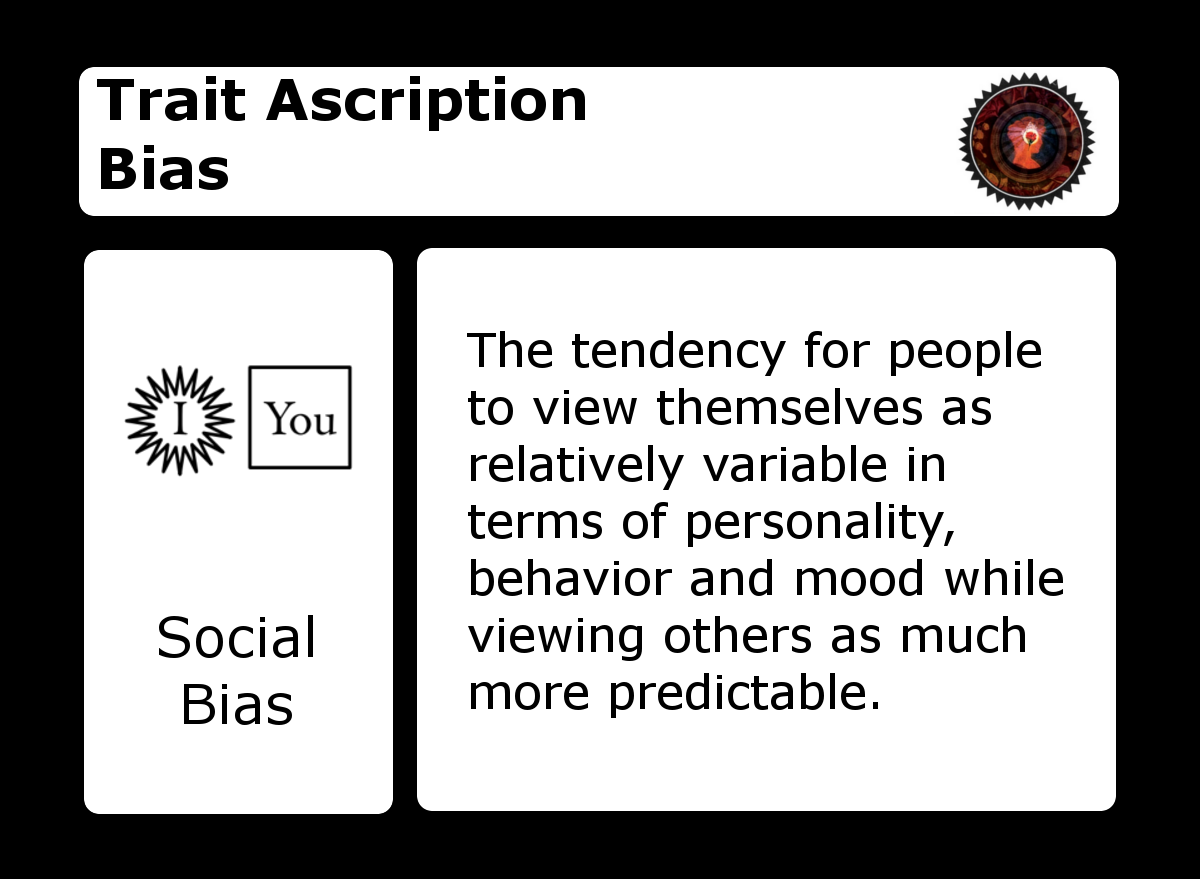 Trait Ascription
Bias
I
You
Social
Bias
The tendency for people
to view themselves as
relatively variable in
terms of personality,
behavior and mood while
viewing others as much
more predictable.